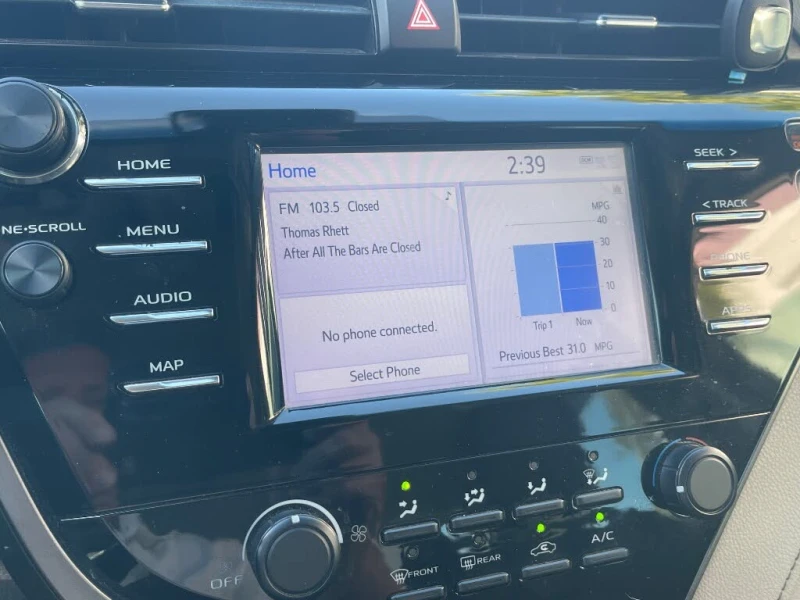 HOME
NE·SCROLL
MENU
AUDIO
MAP
Home 2:39
FM 103.5 Closed
Thomas Rhett
After All The Bars Are Closed
No phone connected.
Select Phone
MPG
40
30
20
10
0
Trip 1 Now
Previous Best 31.0 MPG
SEEK >
< TRACK
PHONE
APPS
OFF
FRONT
REAR
A/C